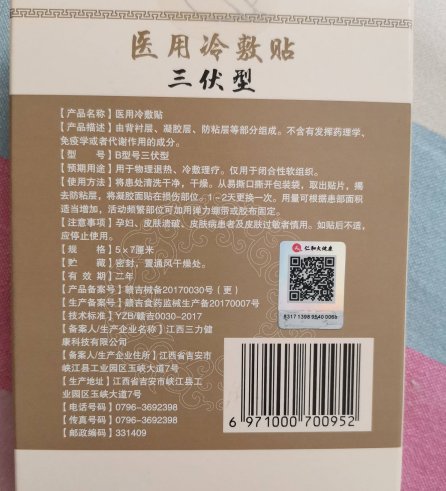 医用冷敷贴
三伏型
【产品名称】医用冷敷贴
【产品描述】由背衬层、凝胶层、防粘层等部分组成。不含有发挥药理学、
免疫学或者代谢作用的成分。
【型 号】B型号三伏型
【预期用途】用于物理退热、冷敷理疗。仅用于闭合性软组织。
【使用方法】将患处清洗干净,干燥。从易撕口撕开包装袋,取出贴片,揭
去防粘层,将凝胶面贴在损伤部位。1-2天更换一次。用量可根据患部面积
适当增加,活动频繁部位可加用弹力绷带或胶布固定。
【注意事项】孕妇、皮肤溃破、皮肤病患者及皮肤过敏者慎用。如贴后不适,
应停止使用。
【规 格】5×7厘米
【贮 藏】密封,置通风干燥处。
【有 效 期】二年
【产品备案号】赣吉械备20170030号(更)
【生产备案号】赣吉食药监械生产备20170007号
【技术标准】YZB/赣吉0030-2017
【备案人/生产企业名称】江西三力健
康科技有限公司
【备案人/生产企业住所】江西省吉安市
峡江县工业园区玉峡大道7号
【生产地址】江西省吉安市峡江县工
业园区玉峡大道7号
【电话号码】0796-3692398
【传真号码】0796-3692398
【邮政编码】331409
仁和大健康
6 971000 700952